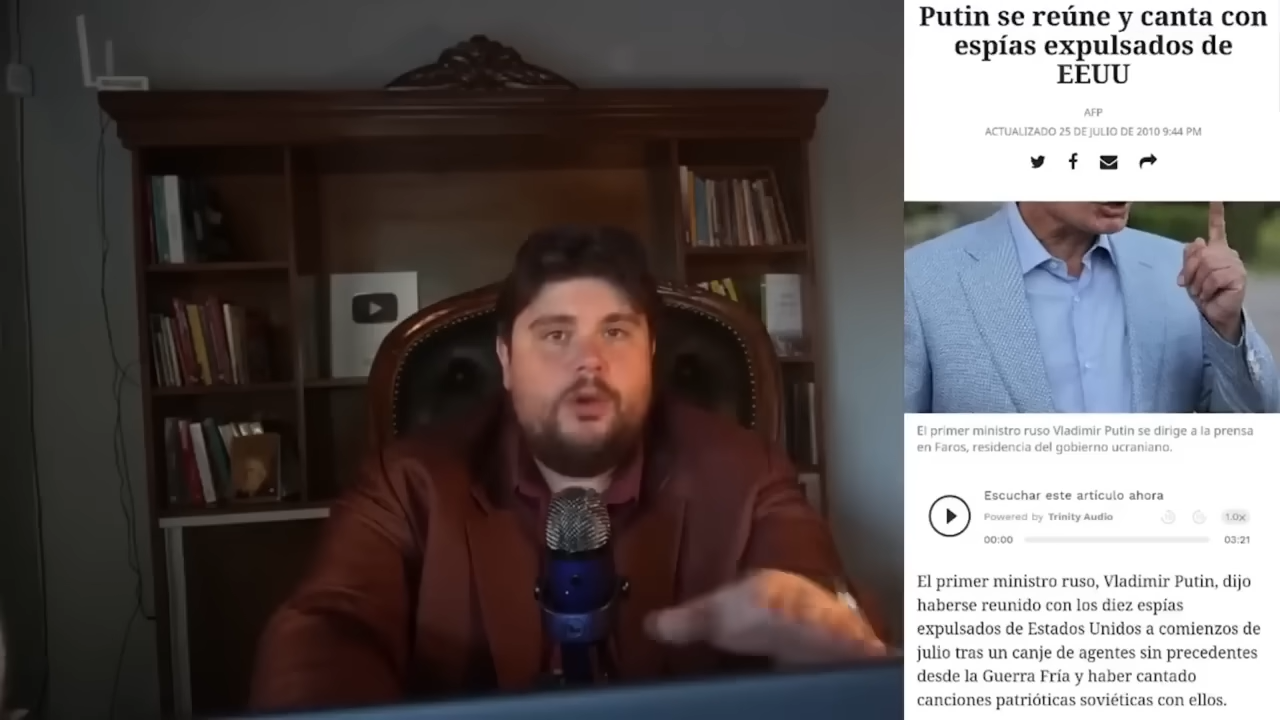 Putin se reúne y canta con
espías expulsados de
EEUU
AFP
ACTUALIZADO 25 DE JULIO DE 2010 9:44 PM
El primer ministro ruso Vladimir Putin se dirige a la prensa
en Faros, residencia del gobierno ucraniano.
Escuchar este artículo ahora
Powered by Trinity Audio
1.0x
00:00
03:21
El primer ministro ruso, Vladimir Putin, dijo
haberse reunido con los diez espías
expulsados de Estados Unidos a comienzos de
julio tras un canje de agentes sin precedentes
desde la Guerra Fría y haber cantado
canciones patrióticas soviéticas con ellos.